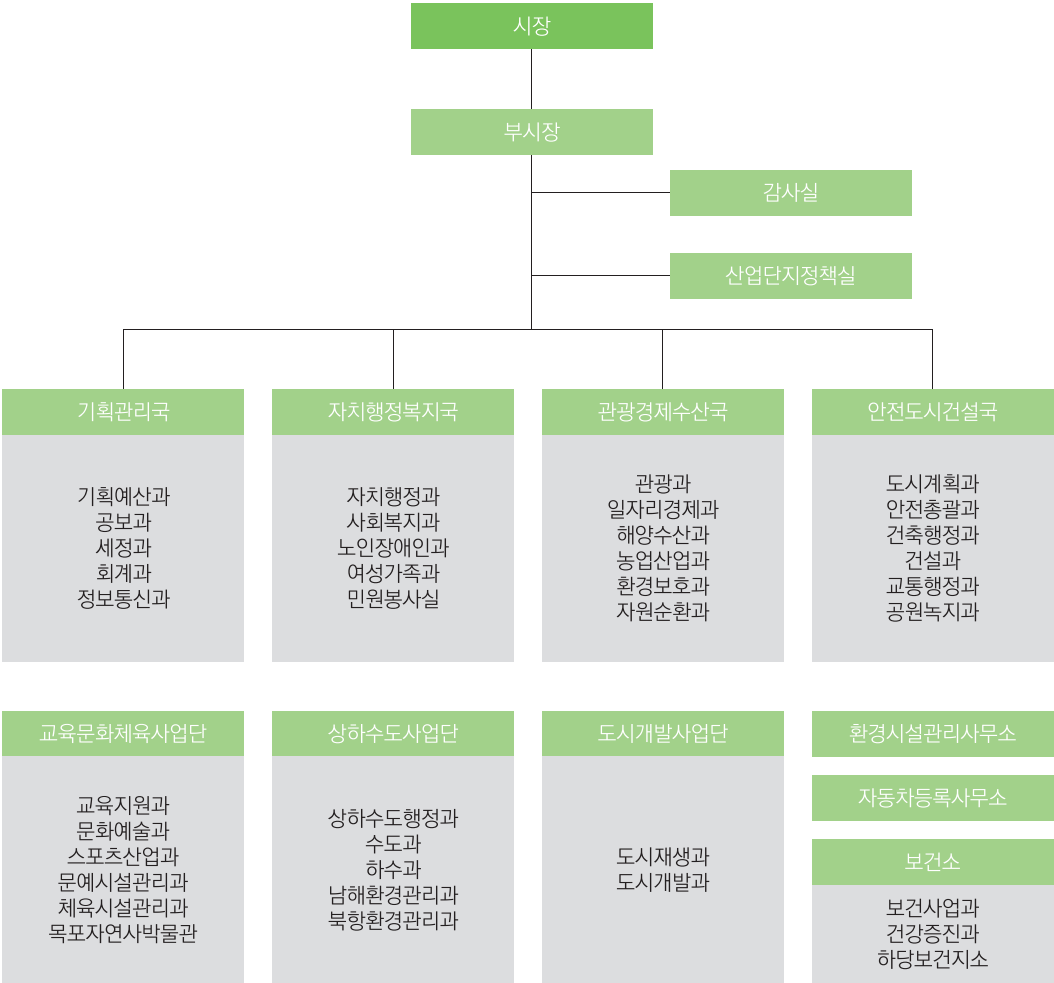 시장
부시장
감사실
산업단지정책실
기획관리국
기획예산과
공보과
세정과
회계과
정보통신과
자치행정복지국
자치행정과
사회복지과
노인장애인과
여성가족과
민원봉사실
관광경제수산국
관광과
일자리경제과
해양수산과
농업산업과
환경보호과
자원순환과
안전도시건설국
도시계획과
안전총괄과
건축행정과
건설과
교통행정과
공원녹지과
교육문화체육사업단
교육지원과
문화예술과
스포츠산업과
문예시설관리과
체육시설관리과
목포자연사박물관
상하수도사업단
상하수도행정과
수도과
하수과
남해환경관리과
북항환경관리과
도시개발사업단
도시재생과
도시개발과
환경시설관리사무소
자동차등록사무소
보건소
보건사업과
건강증진과
하당보건지소